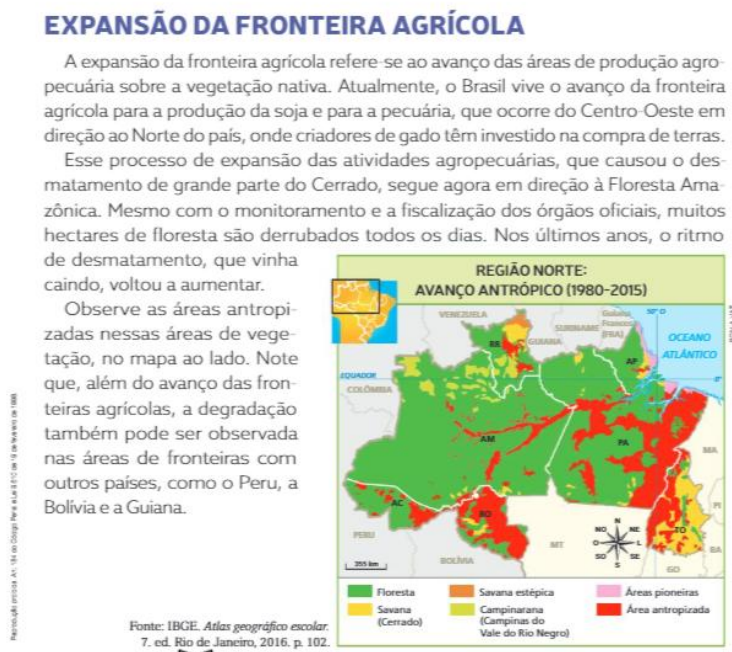 EXPANSÃO DA FRONTEIRA AGRÍCOLA
A expansão da fronteira agrícola refere-se ao avanço das áreas de produção agro-
pecuária sobre a vegetação nativa. Atualmente, o Brasil vive o avanço da fronteira
agrícola para a produção da soja e para a pecuária, que ocorre do Centro-Oeste em
direção ao Norte do país, onde criadores de gado têm investido na compra de terras.
Esse processo de expansão das atividades agropecuárias, que causou o des-
matamento de grande parte do Cerrado, segue agora em direção à Floresta Ama-
zônica. Mesmo com o monitoramento e a fiscalização dos órgãos oficiais, muitos
hectares de floresta são derrubados todos os dias. Nos últimos anos, o ritmo
de desmatamento, que vinha
caindo, voltou a aumentar.
Observe as áreas antropi-
zadas nessas áreas de vege-
tação, no mapa ao lado. Note
que, além do avanço das fron-
teiras agrícolas, a degradação
também pode ser observada
nas áreas de fronteiras com
outros países, como o Peru, a
Bolívia e a Guiana.
REGIÃO NORTE:
AVANÇO ANTRÓPICO (1980-2015)
VENEZUELA
SURINAME
Guiana
Francesa
(FRA)
50° O
GUIANA
RR
AP
OCEANO
ATLÂNTICO
EQUADOR
0°
COLÔMBIA
AM
PA
MA
AC
RO
TO
PI
PERU
BOLÍVIA
MT
BA
GO
N
NO
NE
O
L
SO
SE
S
355 km
Floresta
Savana
(Cerrado)
Savana estépica
Campinarana
(Campinas do
Vale do Rio Negro)
Áreas pioneiras
Área antropizada
Fonte: IBGE. Atlas geográfico escolar.
7. ed. Rio de Janeiro, 2016. p. 102.